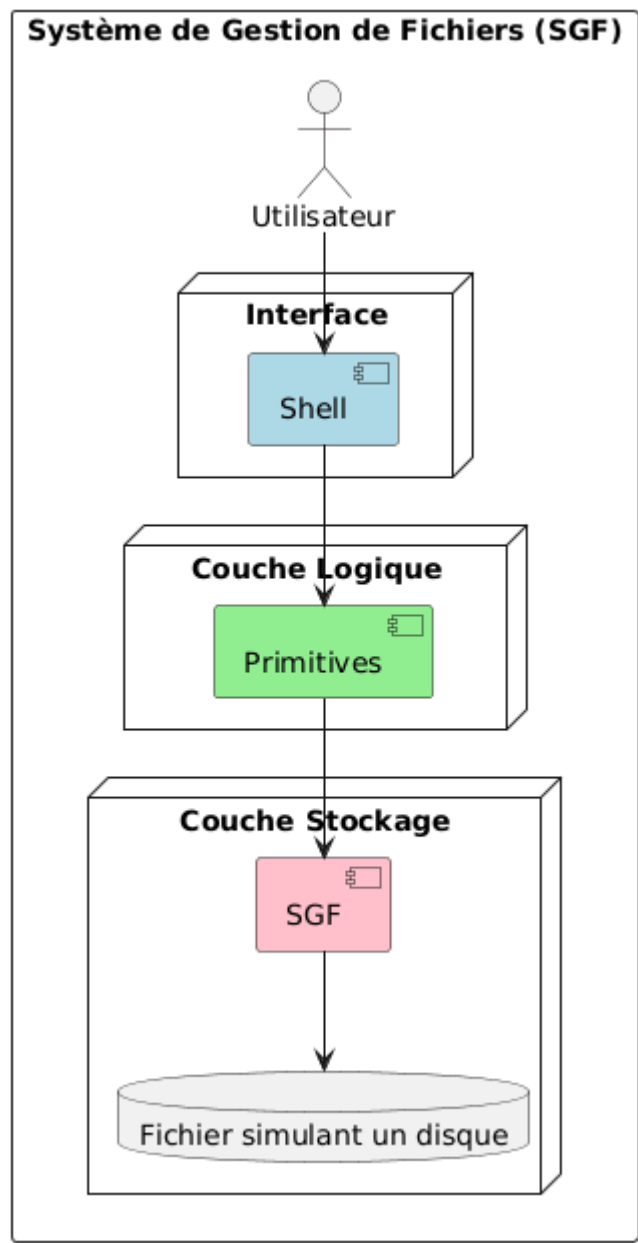 Système de Gestion de Fichiers (SGF)
Utilisateur
Interface
Shell
Couche Logique
Primitives
Couche Stockage
SGF
Fichier simulant un disque